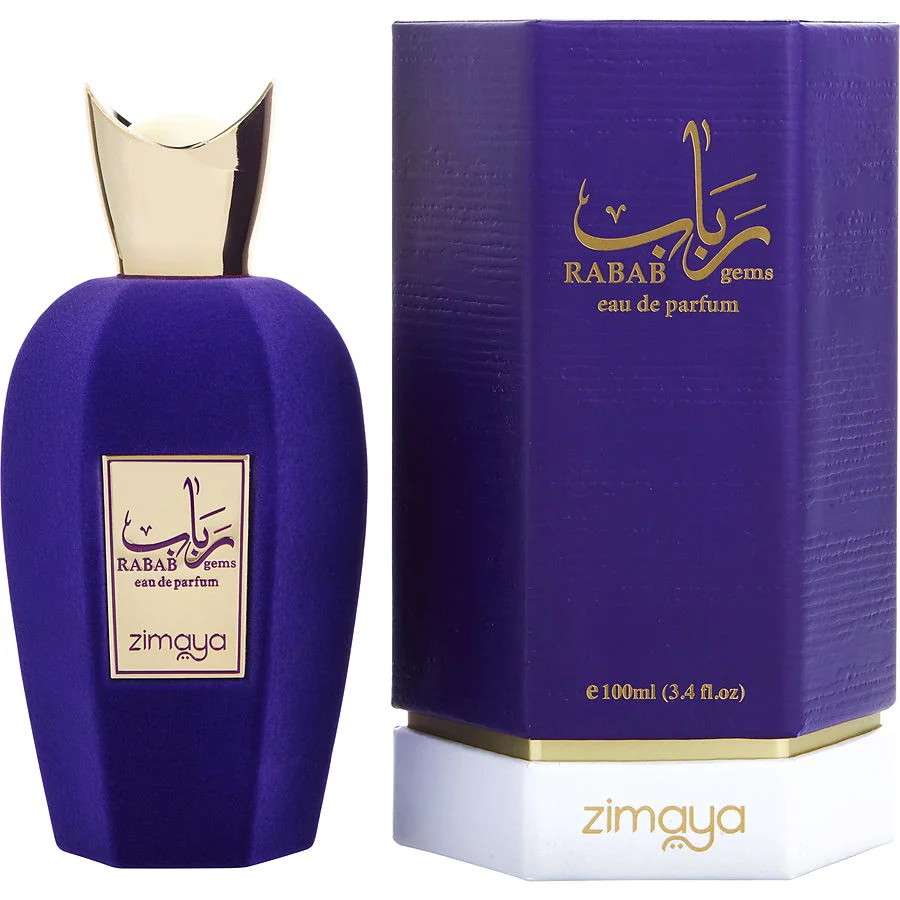 رباب
RABAB gems
eau de parfum
zimaya
رباب
RABAB gems
eau de parfum
e 100ml (3.4 fl.oz)
zimaya